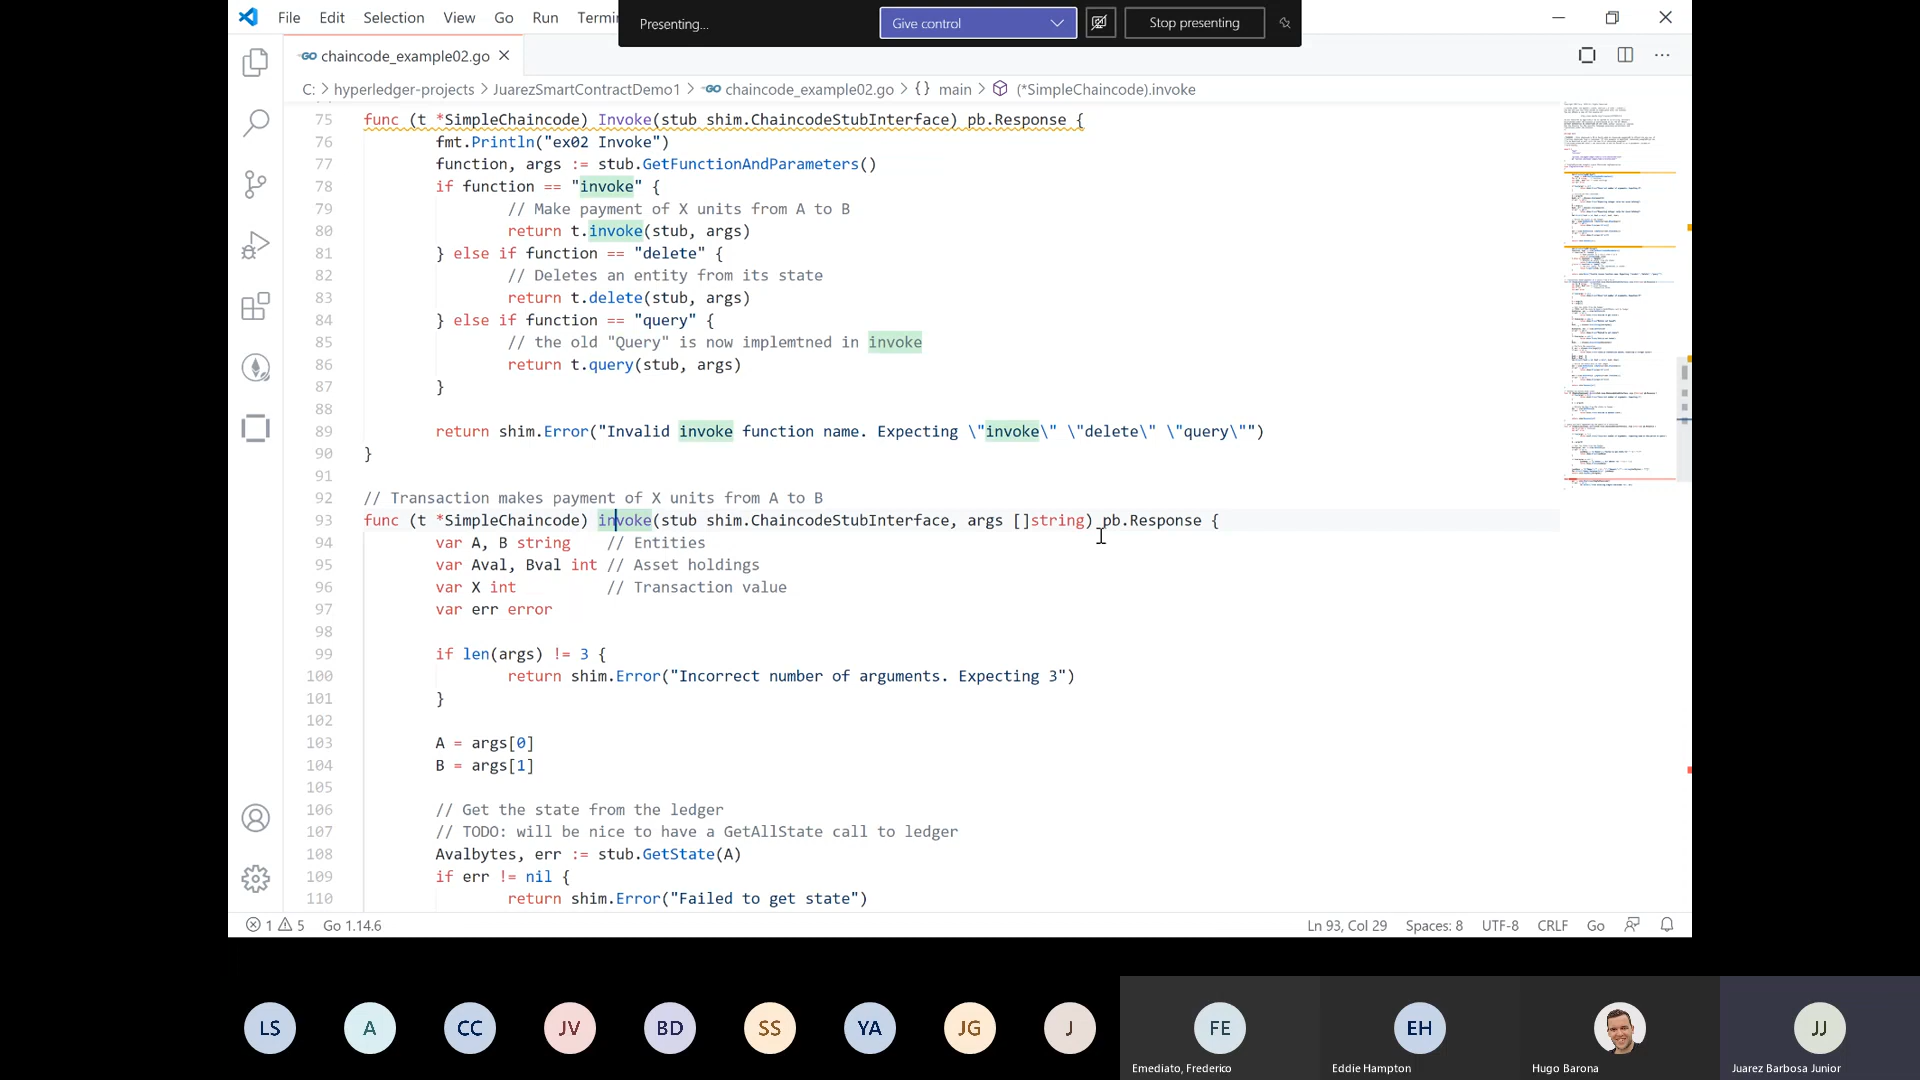 File Edit Selection View Go Run Termi
Presenting... Give control Stop presenting
GO chaincode_example02.go
C: > hyperledger-projects > JuarezSmartContractDemo1 > GO chaincode_example02.go > {} main > (*SimpleChaincode).invoke
75 func (t *SimpleChaincode) Invoke(stub shim.ChaincodeStubInterface) pb.Response {
76 fmt.Println("ex02 Invoke")
77 function, args := stub.GetFunctionAndParameters()
78 if function == "invoke" {
79 // Make payment of X units from A to B
80 return t.invoke(stub, args)
81 } else if function == "delete" {
82 // Deletes an entity from its state
83 return t.delete(stub, args)
84 } else if function == "query" {
85 // the old "Query" is now implemtned in invoke
86 return t.query(stub, args)
87 }
88
89 return shim.Error("Invalid invoke function name. Expecting \"invoke\" \"delete\" \"query\"")
90 }
91
92 // Transaction makes payment of X units from A to B
93 func (t *SimpleChaincode) invoke(stub shim.ChaincodeStubInterface, args []string) pb.Response {
94 var A, B string // Entities
95 var Aval, Bval int // Asset holdings
96 var X int // Transaction value
97 var err error
98
99 if len(args) != 3 {
100 return shim.Error("Incorrect number of arguments. Expecting 3")
101 }
102
103 A = args[0]
104 B = args[1]
105
106 // Get the state from the ledger
107 // TODO: will be nice to have a GetAllState call to ledger
108 Avalbytes, err := stub.GetState(A)
109 if err != nil {
110 return shim.Error("Failed to get state")
1 5 Go 1.14.6 Ln 93, Col 29 Spaces: 8 UTF-8 CRLF Go
LS A CC JV BD SS YA JG J FE EH JJ
Emediato, Frederico Eddie Hampton Hugo Barona Juarez Barbosa Junior